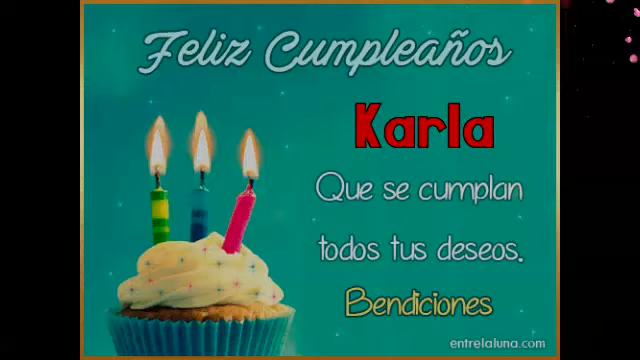 Feliz Cumpleaños
Karla
Que se cumplan
todos tus deseos.
Bendiciones
entrelaluna.com